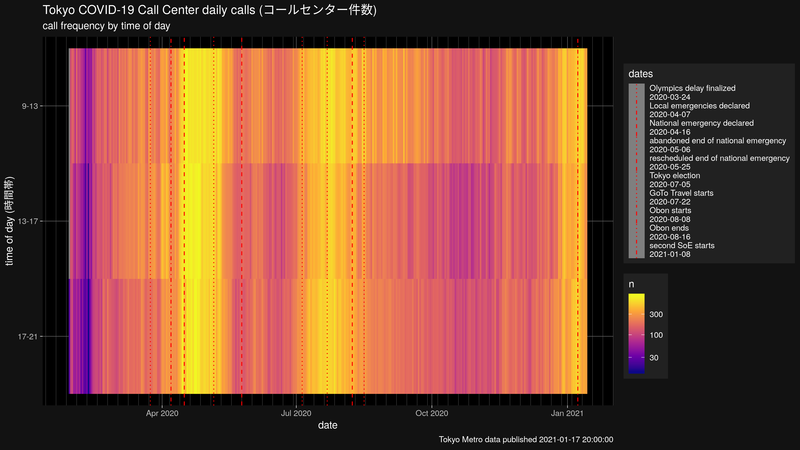 Tokyo COVID-19 Call Center daily calls (コールセンター件数)
call frequency by time of day
time of day (時間帯)
9-13
13-17
17-21
Apr 2020
Jul 2020
Oct 2020
Jan 2021
date
dates
Olympics delay finalized
2020-03-24
Local emergencies declared
2020-04-07
National emergency declared
2020-04-16
abandoned end of national emergency
2020-05-06
rescheduled end of national emergency
2020-05-25
Tokyo election
2020-07-05
GoTo Travel starts
2020-07-22
Obon starts
2020-08-08
Obon ends
2020-08-16
second SoE starts
2021-01-08
n
300
100
30
Tokyo Metro data published 2021-01-17 20:00:00